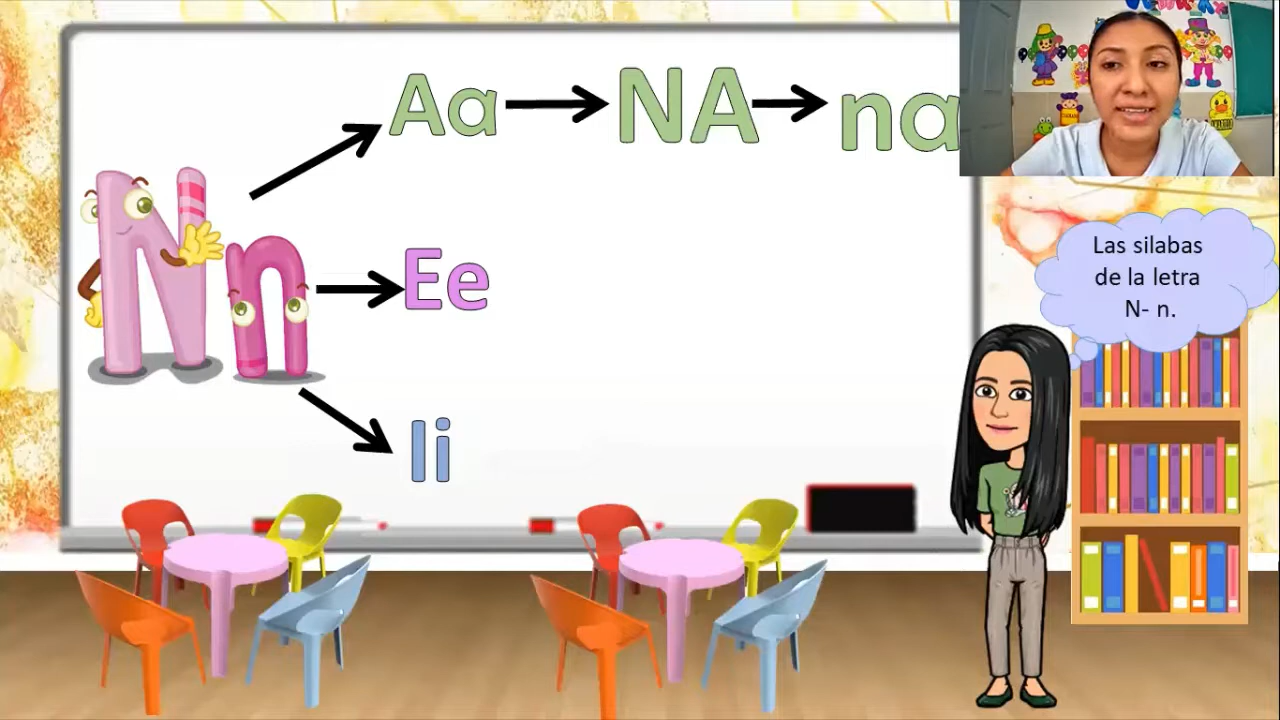 Aa NA na
Nn
Ee
Ii
Las silabas
de la letra
N- n.